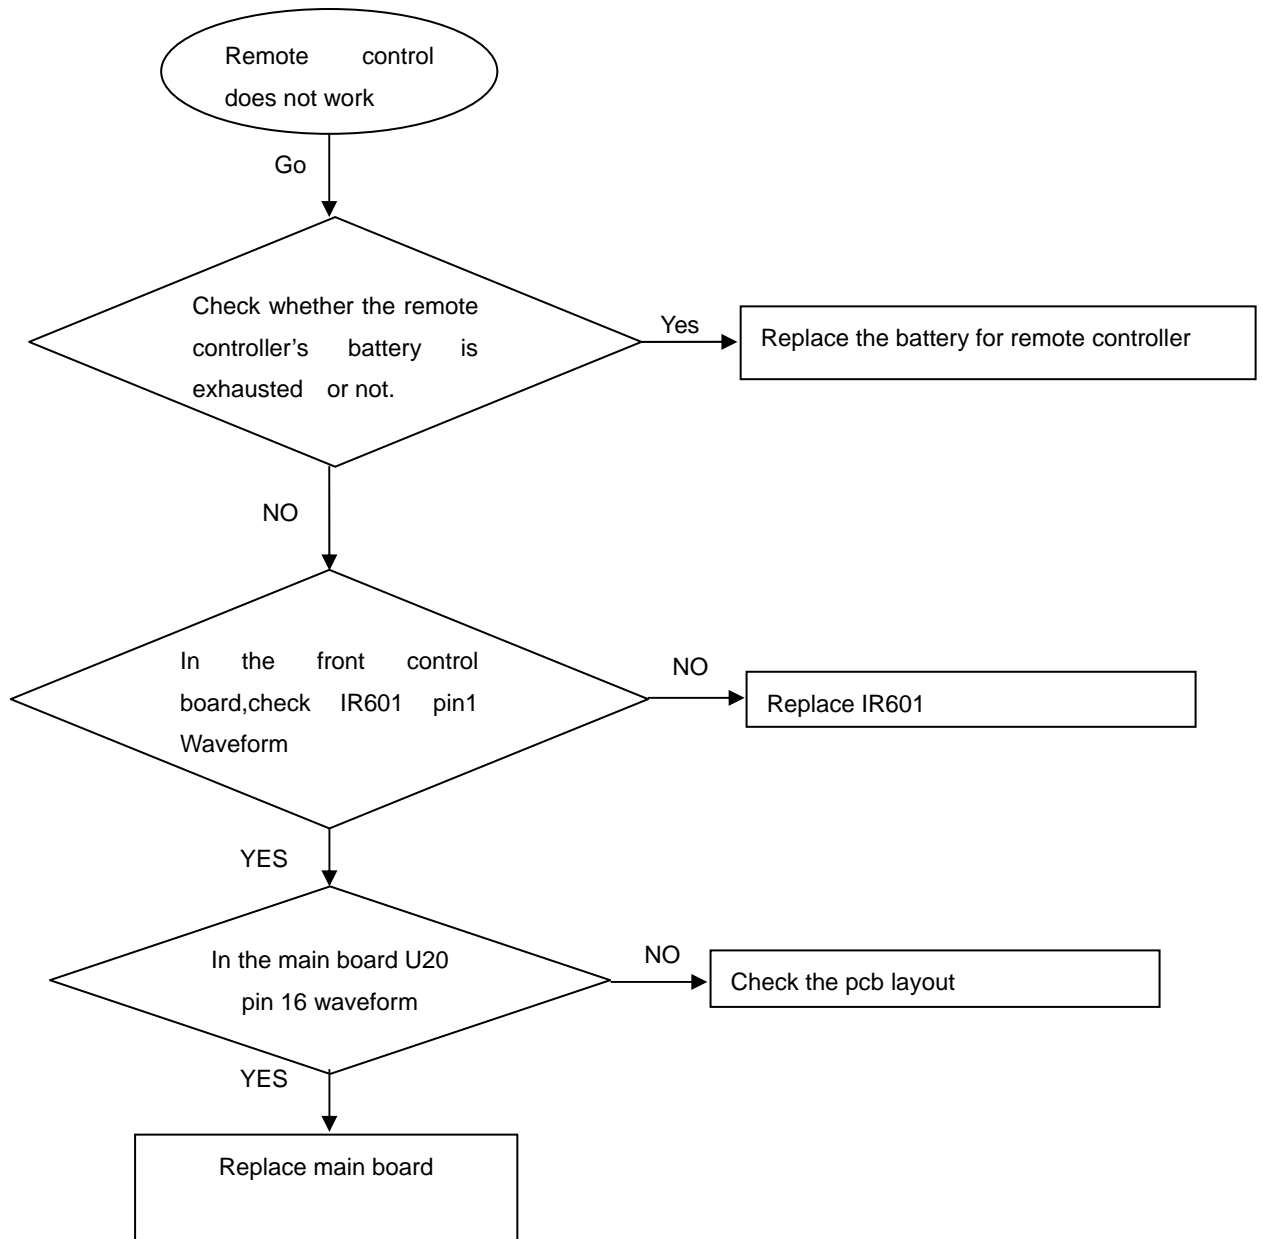 Remote control
does not work
Go
Check whether the remote
controller’s battery is
exhausted or not.
Yes
Replace the battery for remote controller
NO
In the front control
board,check IR601 pin1
Waveform
NO
Replace IR601
YES
In the main board U20
pin 16 waveform
NO
Check the pcb layout
YES
Replace main board